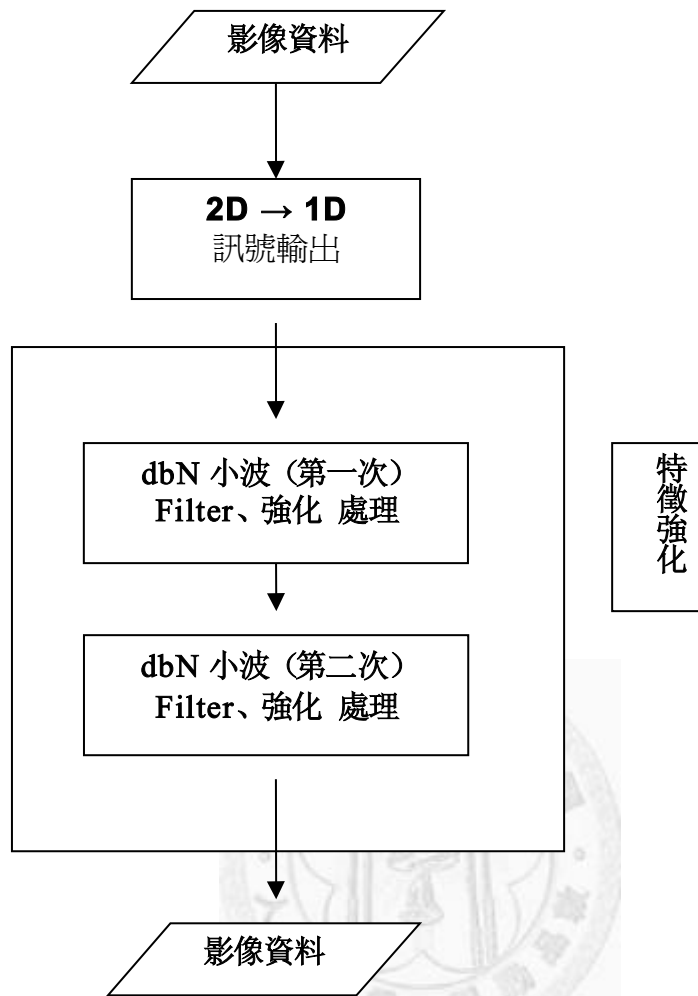 影像資料
2D → 1D
訊號輸出
dbN 小波（第一次）
Filter、強化 處理
特徵強化
dbN 小波（第二次）
Filter、強化 處理
影像資料